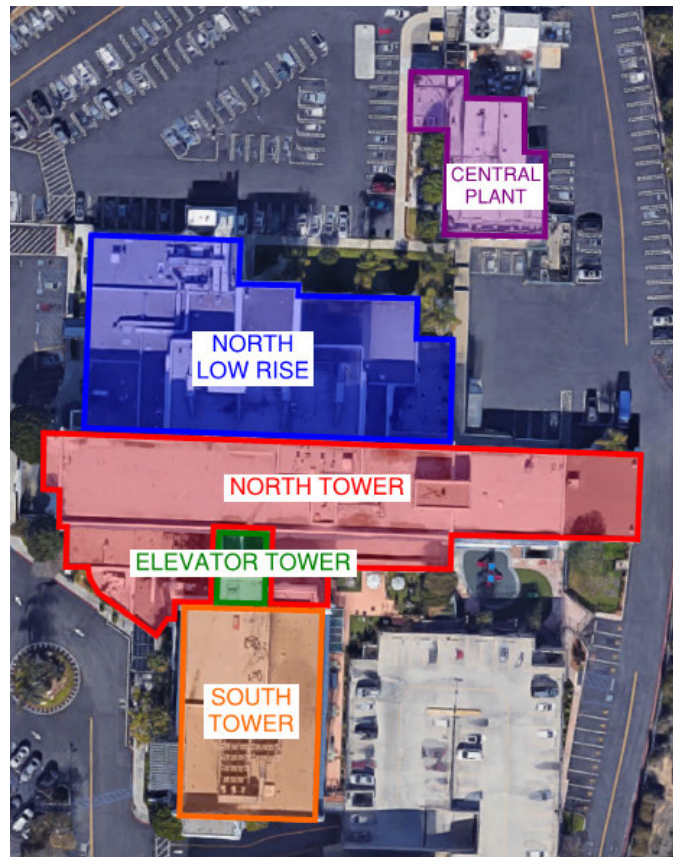 CENTRAL
PLANT
NORTH
LOW RISE
NORTH TOWER
ELEVATOR TOWER
SOUTH
TOWER